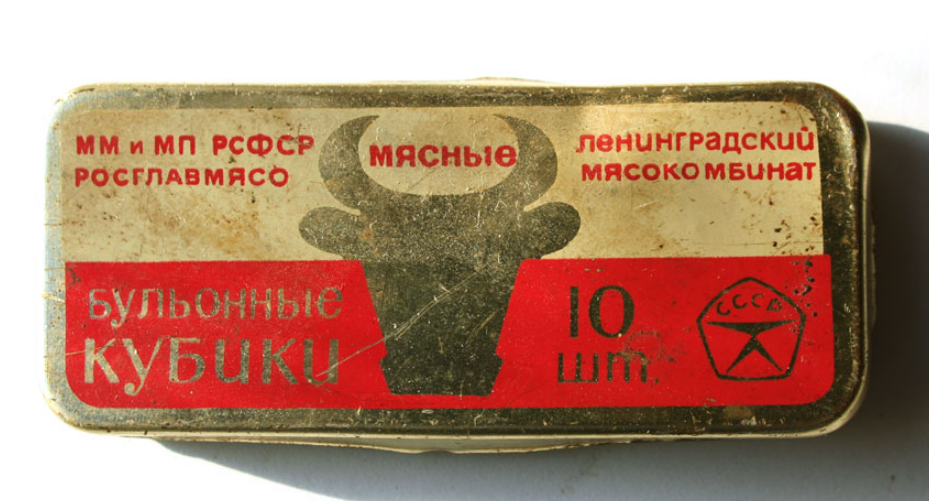 ММ и МП РСФСР
РОСГЛАВМЯСО
МЯСНЫЕ
ЛЕНИНГРАДСКИЙ
МЯСОКОМБИНАТ
БУЛЬОННЫЕ
КУБИКИ
10
шт.
СССР